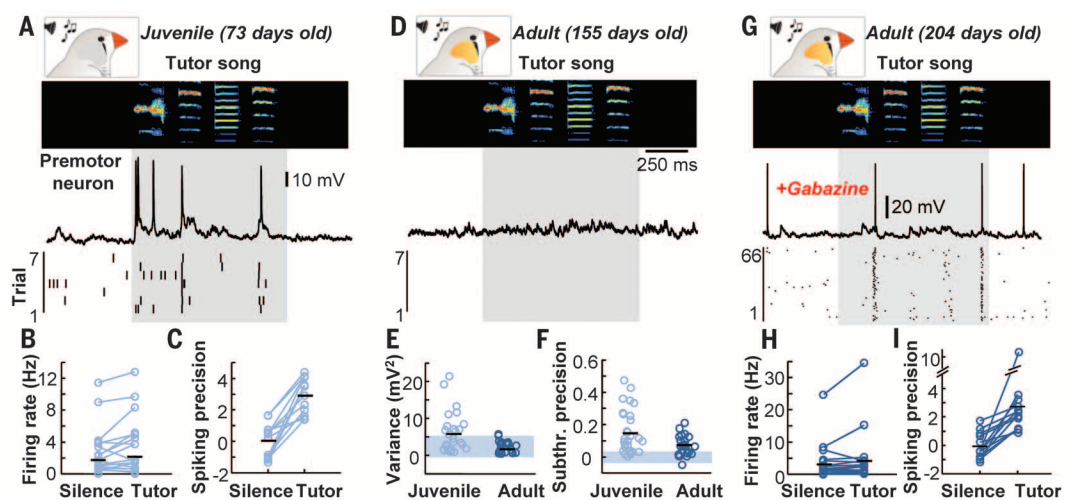 A
Juvenile (73 days old)
Tutor song
Premotor
neuron
10 mV
7
Trial
1
D
Adult (155 days old)
Tutor song
250 ms
7
1
G
Adult (204 days old)
Tutor song
+Gabazine
20 mV
66
1
B
Firing rate (Hz)
12
8
4
0
Silence Tutor
C
Spiking precision
4
2
0
-2
Silence Tutor
E
Variance (mV2)
20
10
0
Juvenile Adult
F
Subthr. precision
0.6
0.4
0.2
0
Juvenile Adult
H
Firing rate (Hz)
30
20
10
0
Silence Tutor
I
Spiking precision
10
4
2
0
-2
Silence Tutor